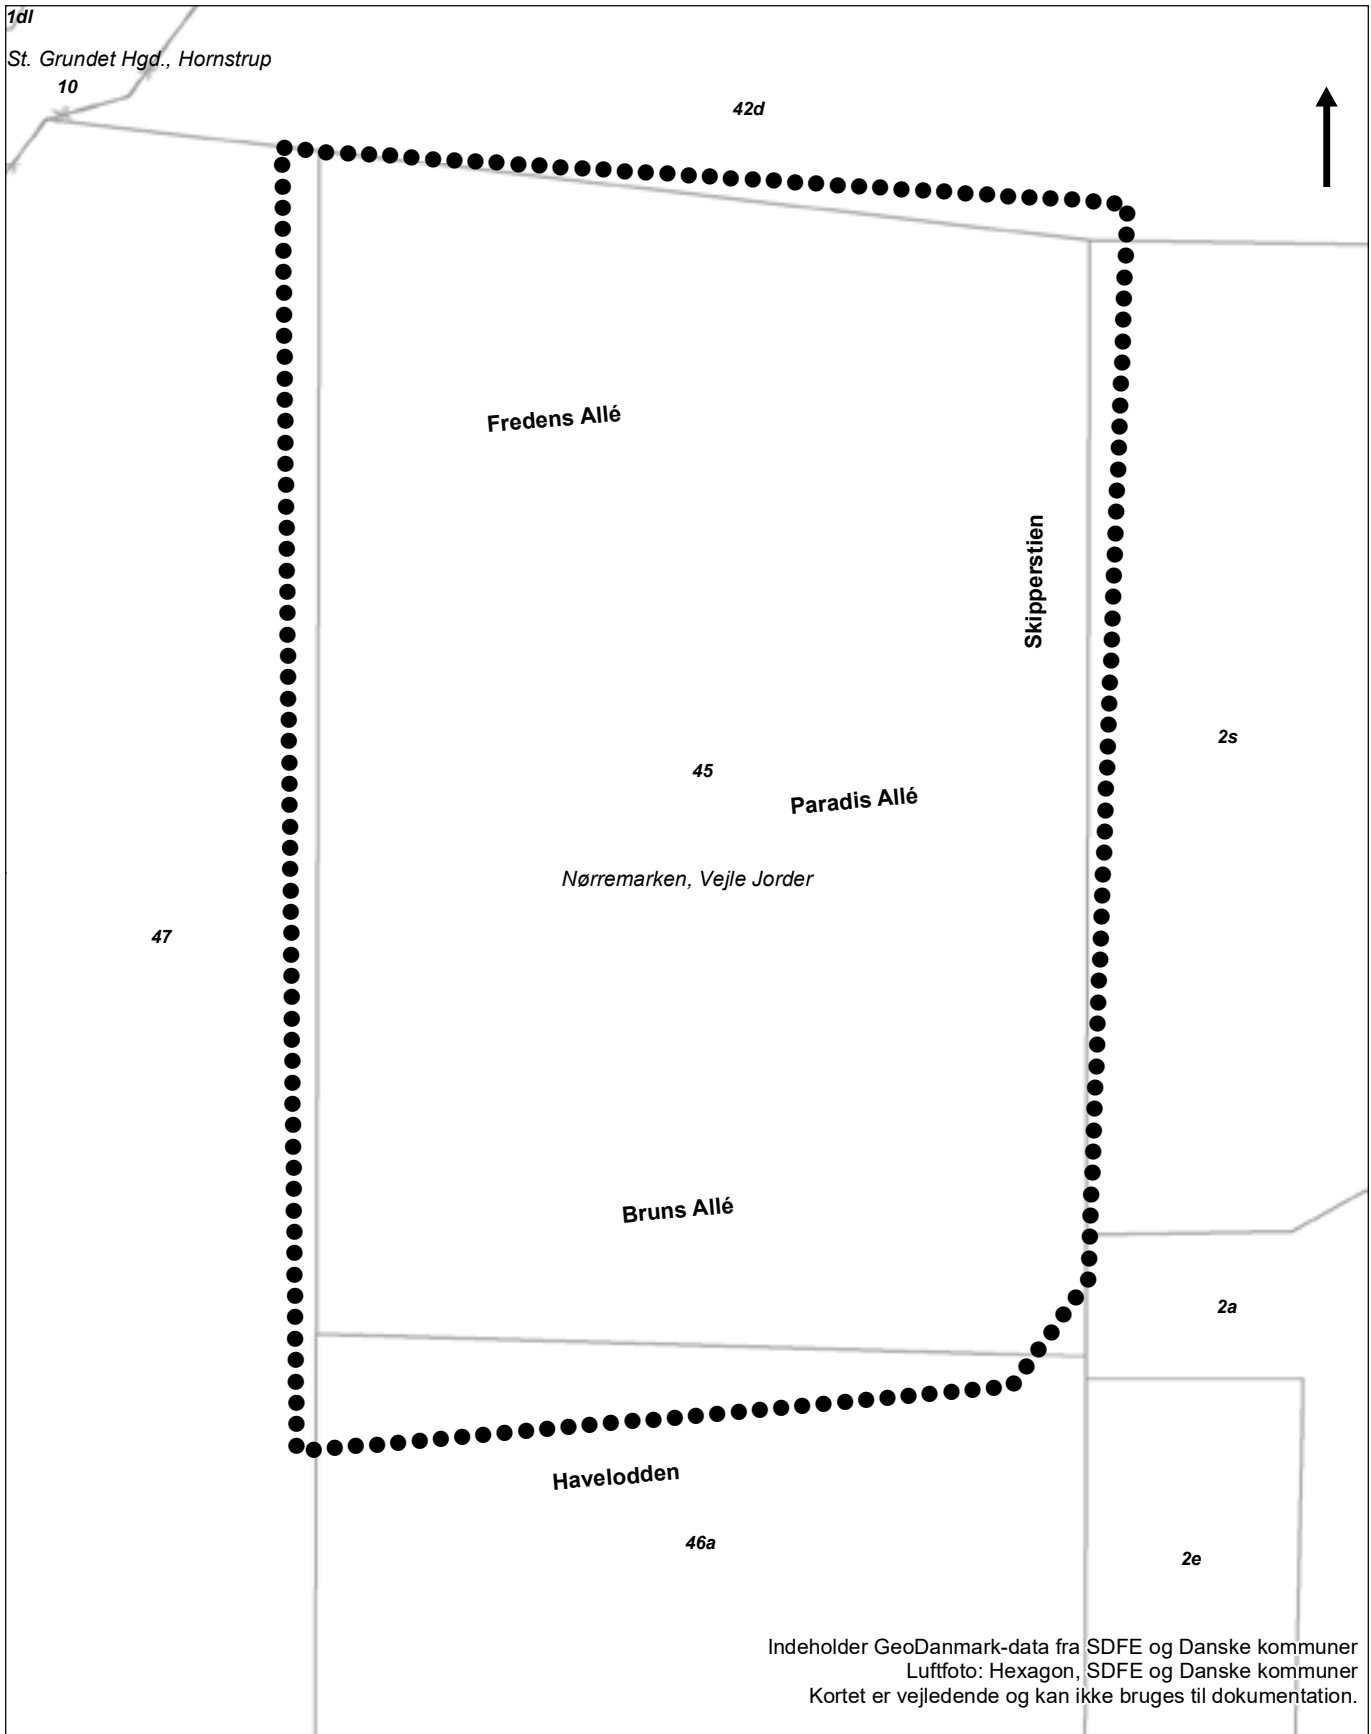 1dl
St. Grundet Hgd., Hornstrup
10
42d
Fredens Allé
Skipperstien
2s
45
Paradis Allé
Nørremarken, Vejle Jorder
47
Bruns Allé
2a
Havelodden
46a
2e
Indeholder GeoDanmark-data fra SDFE og Danske kommuner
Luftfoto: Hexagon, SDFE og Danske kommuner
Kortet er vejledende og kan ikke bruges til dokumentation.